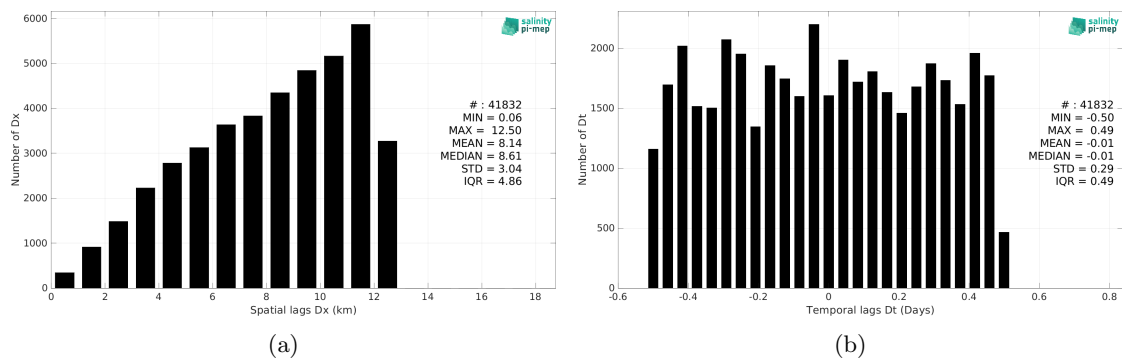 6000
5000
4000
3000
2000
1000
0
Number of Dx
0 2 4 6 8 10 12 14 16 18
Spatial lags Dx (km)
salinity
pi-mep
# : 41832
MIN = 0.06
MAX = 12.50
MEAN = 8.14
MEDIAN = 8.61
STD = 3.04
IQR = 4.86
(a)
2000
1500
1000
500
0
Number of Dt
-0.6 -0.4 -0.2 0 0.2 0.4 0.6 0.8
Temporal lags Dt (Days)
salinity
pi-mep
# : 41832
MIN = -0.50
MAX = 0.49
MEAN = -0.01
MEDIAN = -0.01
STD = 0.29
IQR = 0.49
(b)